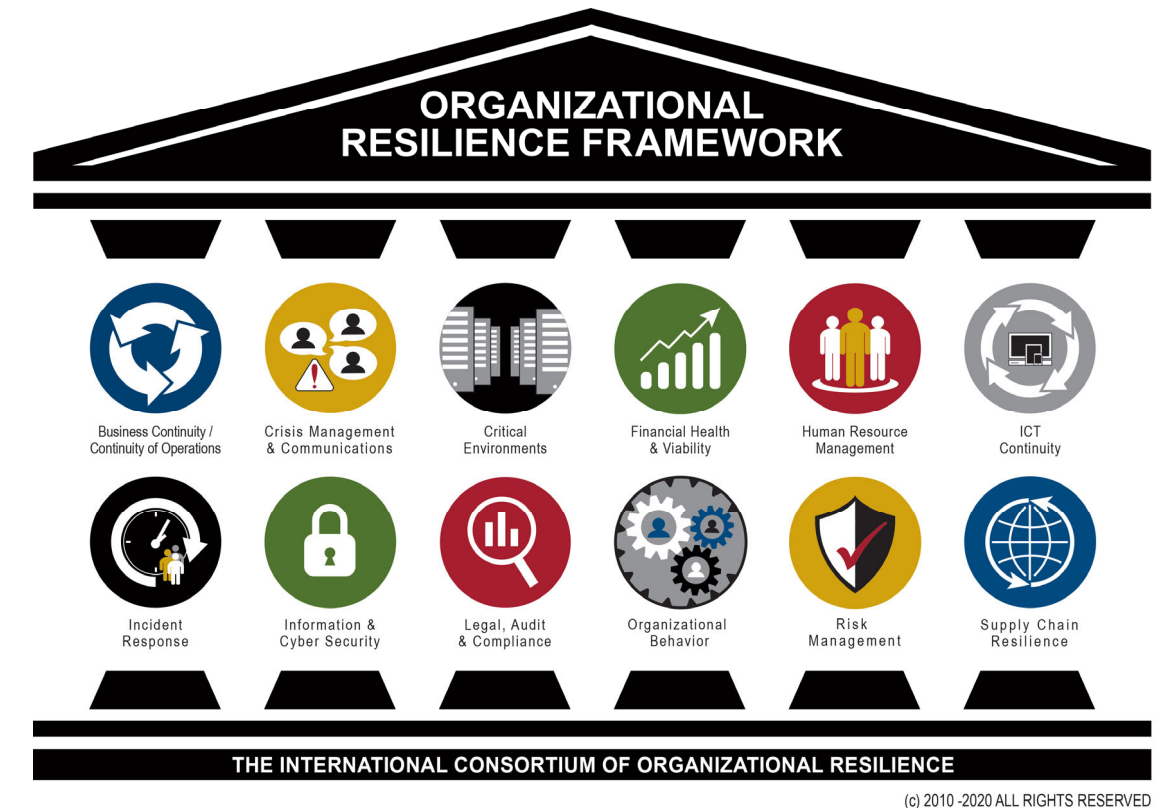 ORGANIZATIONAL
RESILIENCE FRAMEWORK
Business Continuity /
Continuity of Operations
Crisis Management
& Communications
Critical
Environments
Financial Health
& Viability
Human Resource
Management
ICT
Continuity
Incident
Response
Information &
Cyber Security
Legal, Audit
& Compliance
Organizational
Behavior
Risk
Management
Supply Chain
Resilience
THE INTERNATIONAL CONSORTIUM OF ORGANIZATIONAL RESILIENCE
(c) 2010 -2020 ALL RIGHTS RESERVED